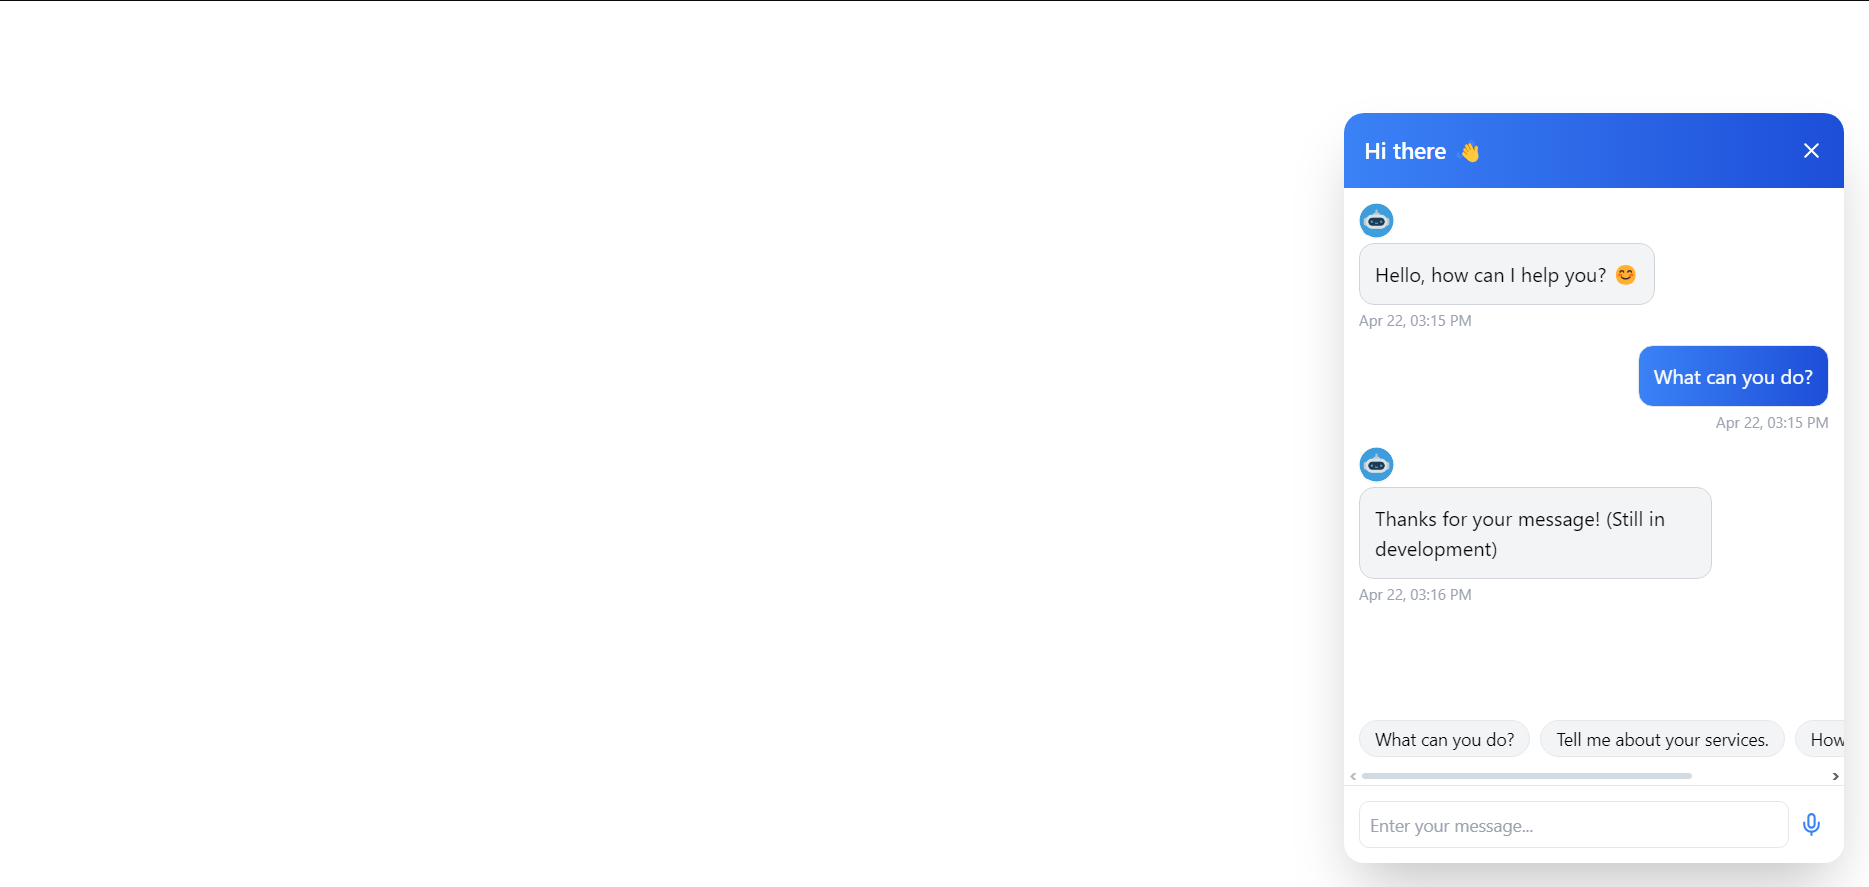 Hi there 👋
Hello, how can I help you? 😊
Apr 22, 03:15 PM
What can you do?
Apr 22, 03:15 PM
Thanks for your message! (Still in
development)
Apr 22, 03:16 PM
What can you do?
Tell me about your services.
How
Enter your message...